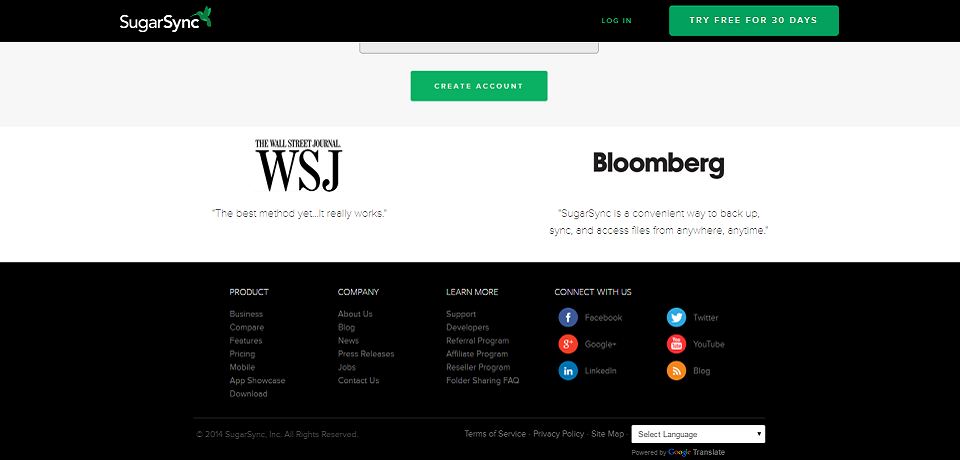 SugarSync
LOG IN
TRY FREE FOR 30 DAYS
CREATE ACCOUNT
THE WALL STREET JOURNAL.
WSJ
"The best method yet...It really works."
Bloomberg
"SugarSync is a convenient way to back up,
sync, and access files from anywhere, anytime."
PRODUCT
Business
Compare
Features
Pricing
Mobile
App Showcase
Download
COMPANY
About Us
Blog
News
Press Releases
Jobs
Contact Us
LEARN MORE
Support
Developers
Referral Program
Affiliate Program
Reseller Program
Folder Sharing FAQ
CONNECT WITH US
f Facebook
g+ Google+
in LinkedIn
Twitter
You Tube YouTube
Blog
© 2014 SugarSync, Inc. All Rights Reserved.
Terms of Service · Privacy Policy · Site Map ·
Select Language
Powered by Google Translate